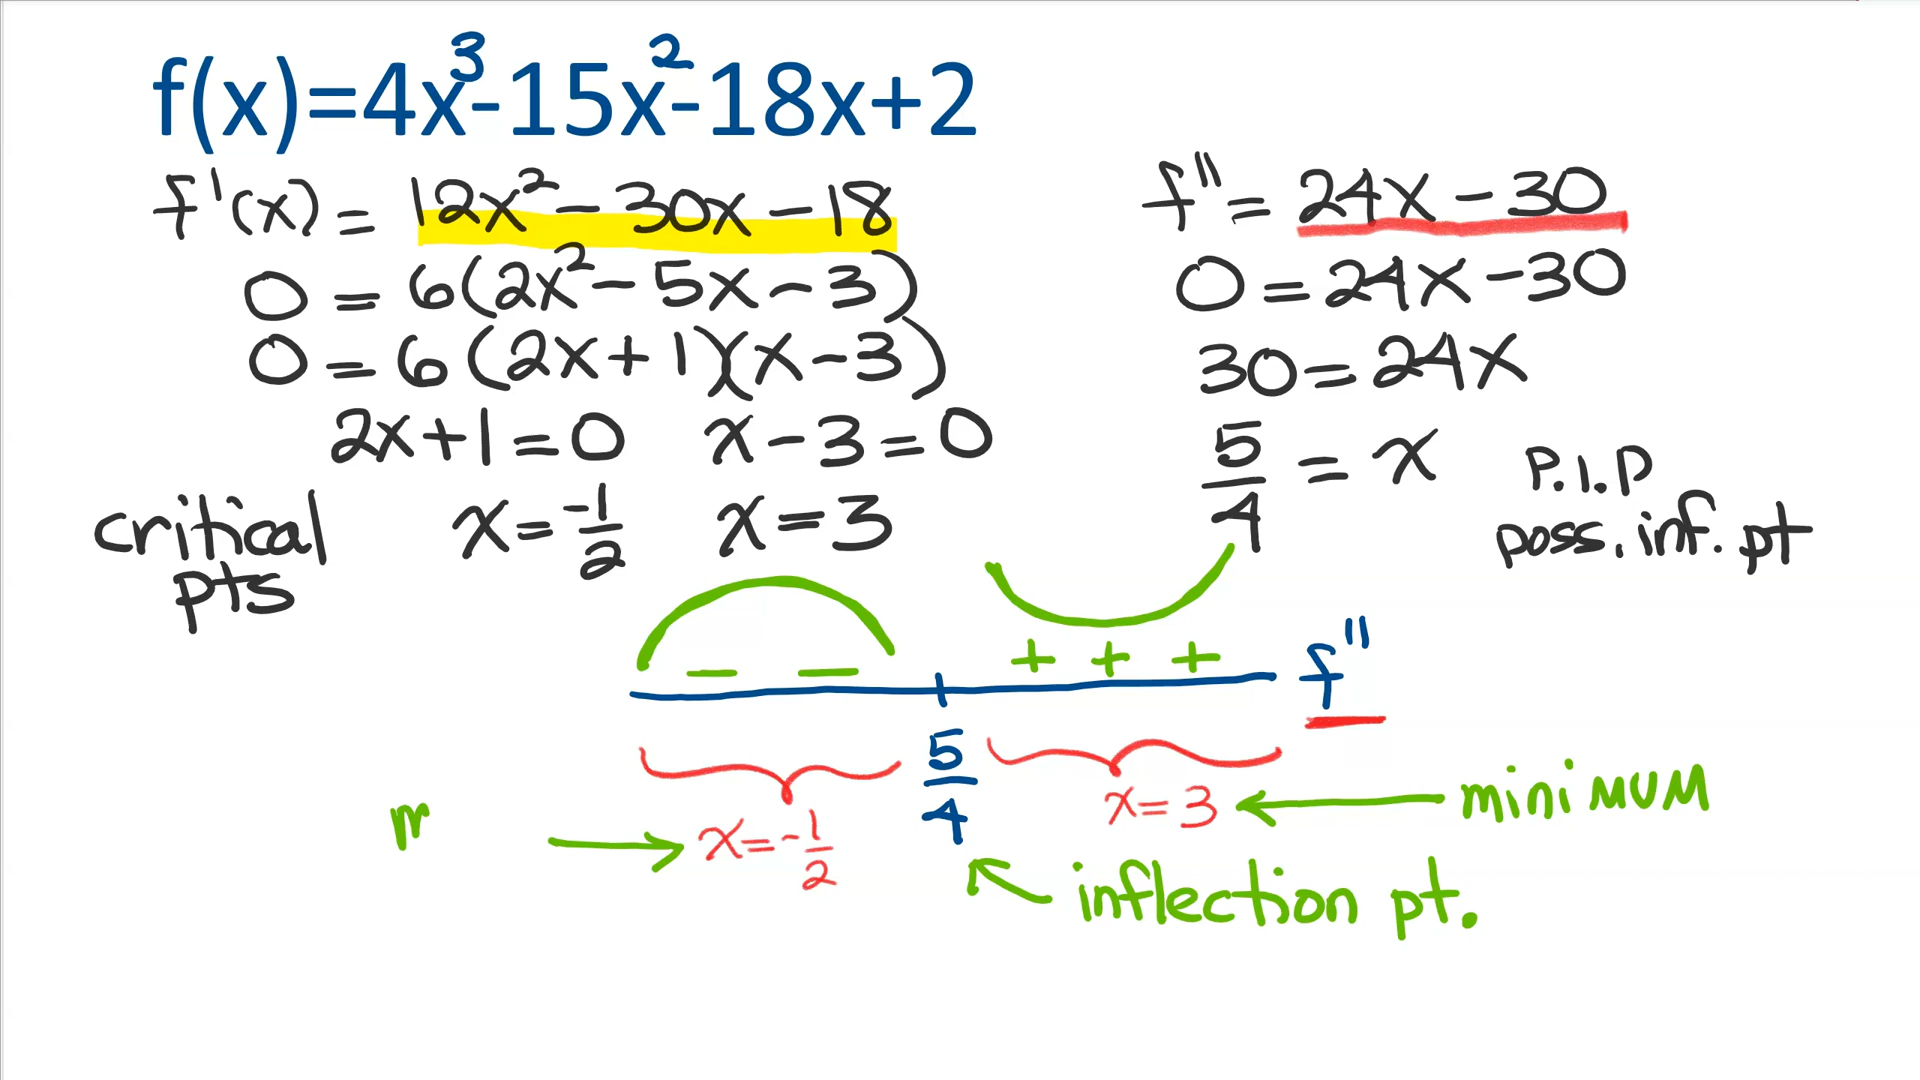 f(x)=4x³-15x²-18x+2
f'(x) = 12x² - 30x - 18
0 = 6(2x² - 5x - 3)
0 = 6(2x+1)(x-3)
2x+1=0 x-3=0
critical pts x=-1/2 x=3
f''= 24x-30
0=24x-30
30=24x
5/4 = x P.I.P
poss. inf. pt
- - + + + f''
5/4
m → x=-1/2 x=3 ← minimum
inflection pt.